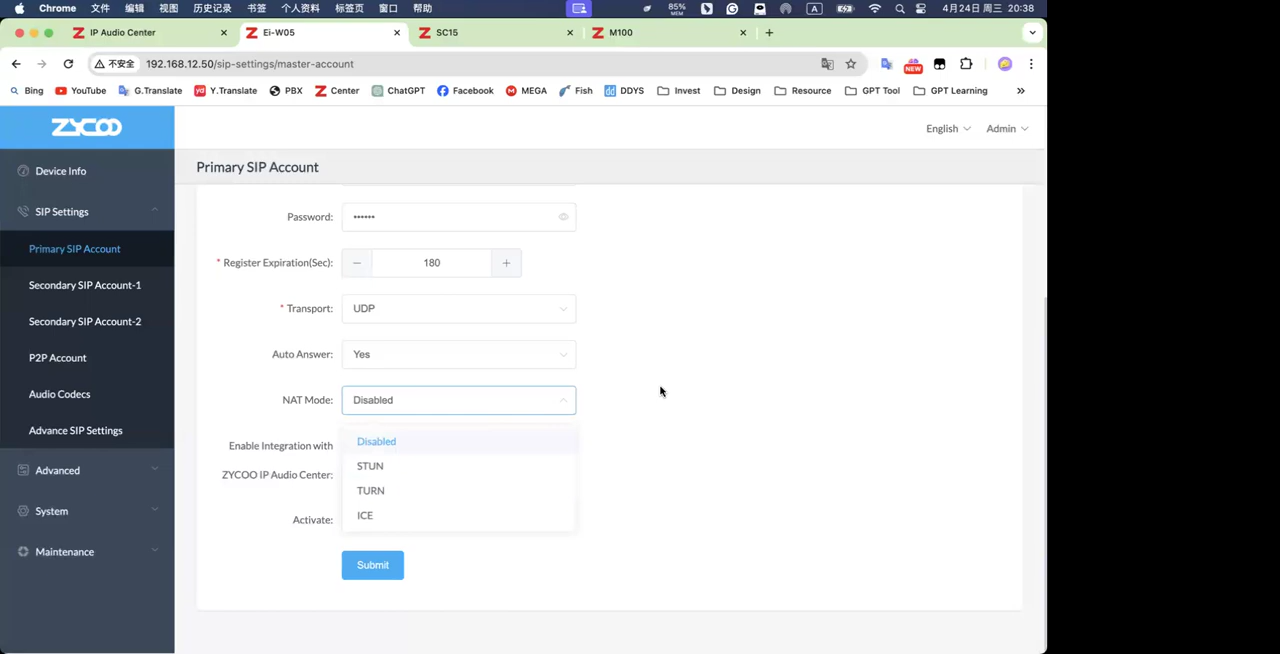 Chrome 文件 编辑 视图 历史记录 书签 个人资料 标签页 窗口 帮助 85% MEM A 4月24日 周三 20:38
IP Audio Center Ei-W05 SC15 M100
不安全 192.168.12.50/sip-settings/master-account NEW
Bing YouTube G.Translate Y.Translate PBX Center ChatGPT Facebook MEGA Fish DDYS Invest Design Resource GPT Tool GPT Learning »
ZYCOO English Admin
Primary SIP Account
Device Info
SIP Settings
Primary SIP Account
Secondary SIP Account-1
Secondary SIP Account-2
P2P Account
Audio Codecs
Advance SIP Settings
Advanced
System
Maintenance
Password: ••••••
* Register Expiration(Sec): − 180 +
* Transport: UDP
Auto Answer: Yes
NAT Mode: Disabled
Disabled
STUN
TURN
ICE
Enable Integration with
ZYCOO IP Audio Center:
Activate:
Submit